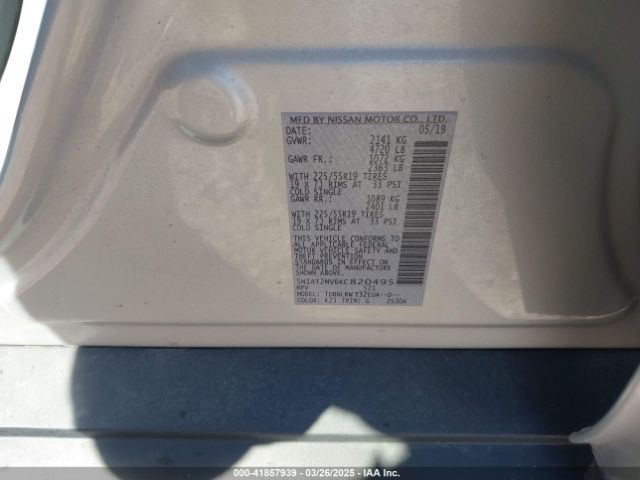 MFD BY NISSAN MOTOR CO., LTD.
DATE: 05/19
GVWR: 2141 KG
4720 LB
GAWR FR.: 1072 KG
2363 LB
WITH 225/55R19 TIRES
19 X 7J RIMS AT 33 PSI
COLD SINGLE
GAWR RR.: 1089 KG
2401 LB
WITH 225/55R19 TIRES
19 X 7J RIMS AT 33 PSI
COLD SINGLE
THIS VEHICLE CONFORMS TO
ALL APPLICABLE FEDERAL
MOTOR VEHICLE SAFETY AND
THEFT PREVENTION
STANDARDS IN EFFECT ON
THE DATE OF MANUFACTURE
SHOWN ABOVE.
5N1AT2MV6KC820495
MPV S21
MODEL: TDRNLRWT32EUA--D--
COLOR: K23 TRIM: G 2530A
000-41857939 | 03/26/2025 | IAA Inc.